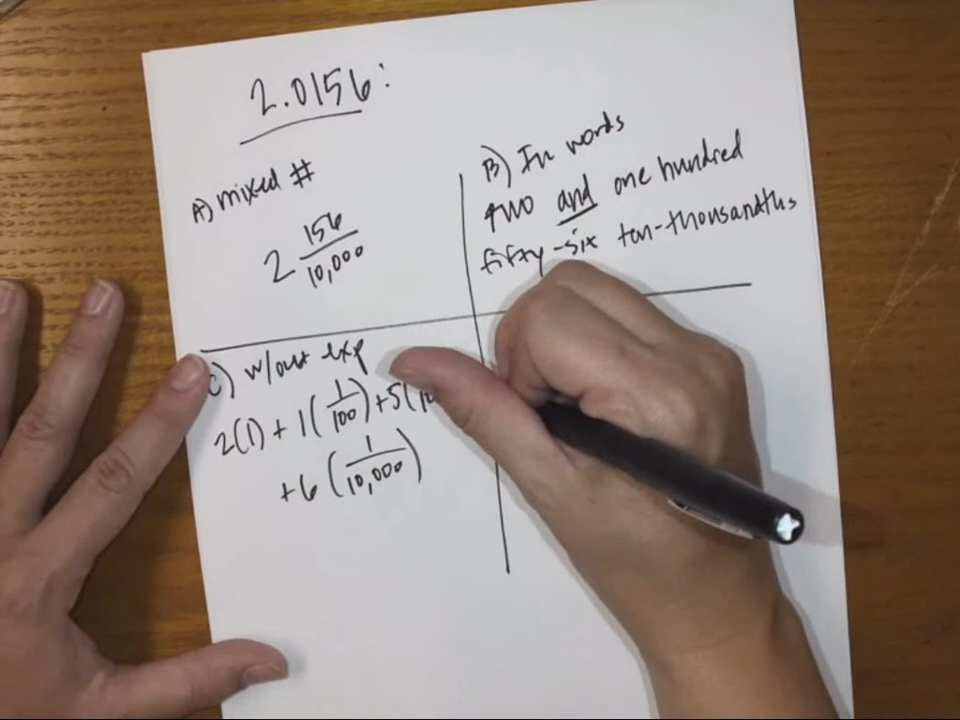 2.0156:
A) mixed #
2 156/10,000
B) In words
two and one hundred
fifty-six ten-thousandths
C) w/out exp
2(1) + 1(1/100) + 5(
+ 6(1/10,000)